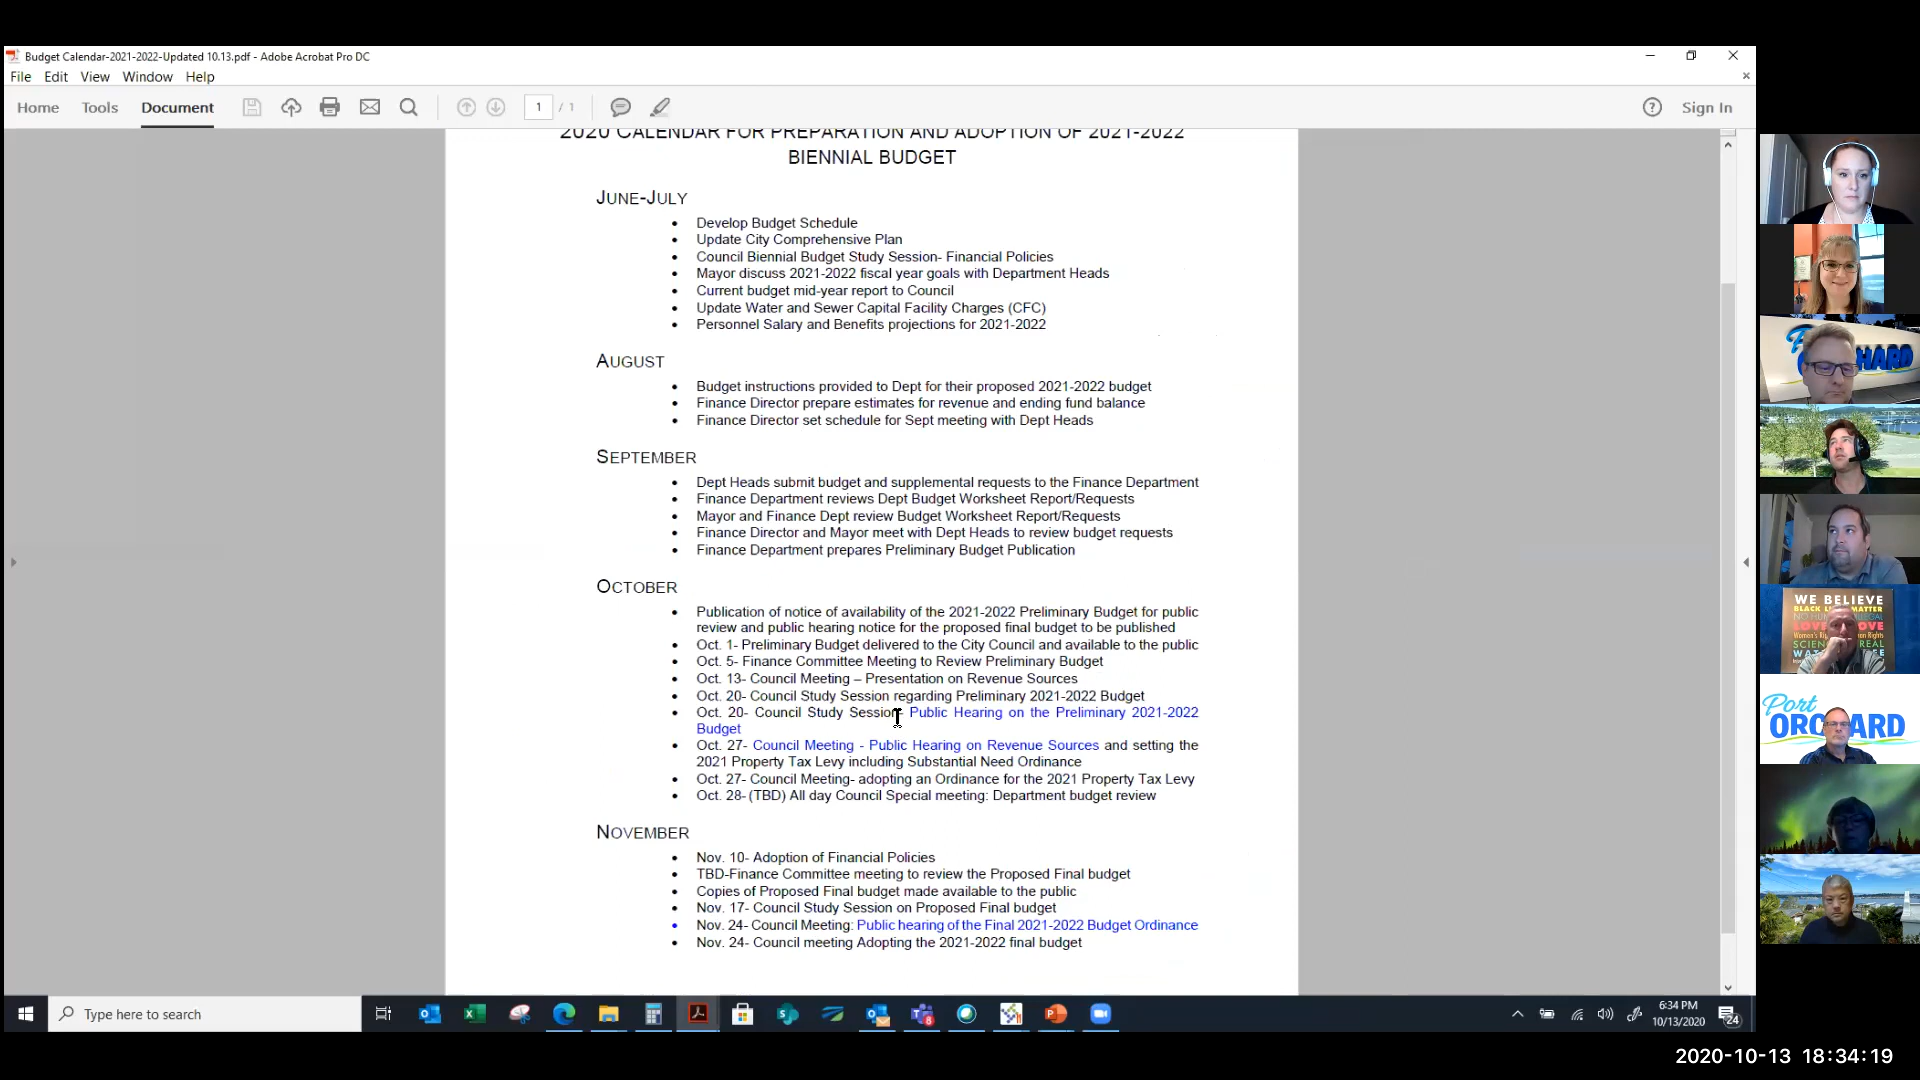 Budget Calendar-2021-2022-Updated 10.13.pdf - Adobe Acrobat Pro DC
File Edit View Window Help
Home Tools Document 1 / 1 Sign In
2020 CALENDAR FOR PREPARATION AND ADOPTION OF 2021-2022
BIENNIAL BUDGET
JUNE-JULY
• Develop Budget Schedule
• Update City Comprehensive Plan
• Council Biennial Budget Study Session- Financial Policies
• Mayor discuss 2021-2022 fiscal year goals with Department Heads
• Current budget mid-year report to Council
• Update Water and Sewer Capital Facility Charges (CFC)
• Personnel Salary and Benefits projections for 2021-2022
AUGUST
• Budget instructions provided to Dept for their proposed 2021-2022 budget
• Finance Director prepare estimates for revenue and ending fund balance
• Finance Director set schedule for Sept meeting with Dept Heads
SEPTEMBER
• Dept Heads submit budget and supplemental requests to the Finance Department
• Finance Department reviews Dept Budget Worksheet Report/Requests
• Mayor and Finance Dept review Budget Worksheet Report/Requests
• Finance Director and Mayor meet with Dept Heads to review budget requests
• Finance Department prepares Preliminary Budget Publication
OCTOBER
• Publication of notice of availability of the 2021-2022 Preliminary Budget for public
review and public hearing notice for the proposed final budget to be published
• Oct. 1- Preliminary Budget delivered to the City Council and available to the public
• Oct. 5- Finance Committee Meeting to Review Preliminary Budget
• Oct. 13- Council Meeting – Presentation on Revenue Sources
• Oct. 20- Council Study Session regarding Preliminary 2021-2022 Budget
• Oct. 20- Council Study Session- Public Hearing on the Preliminary 2021-2022
Budget
• Oct. 27- Council Meeting - Public Hearing on Revenue Sources and setting the
2021 Property Tax Levy including Substantial Need Ordinance
• Oct. 27- Council Meeting- adopting an Ordinance for the 2021 Property Tax Levy
• Oct. 28- (TBD) All day Council Special meeting: Department budget review
NOVEMBER
• Nov. 10- Adoption of Financial Policies
• TBD-Finance Committee meeting to review the Proposed Final budget
• Copies of Proposed Final budget made available to the public
• Nov. 17- Council Study Session on Proposed Final budget
• Nov. 24- Council Meeting: Public hearing of the Final 2021-2022 Budget Ordinance
• Nov. 24- Council meeting Adopting the 2021-2022 final budget
WE BELIEVE
Port
Type here to search
6:34 PM
10/13/2020
24
2020-10-13 18:34:19